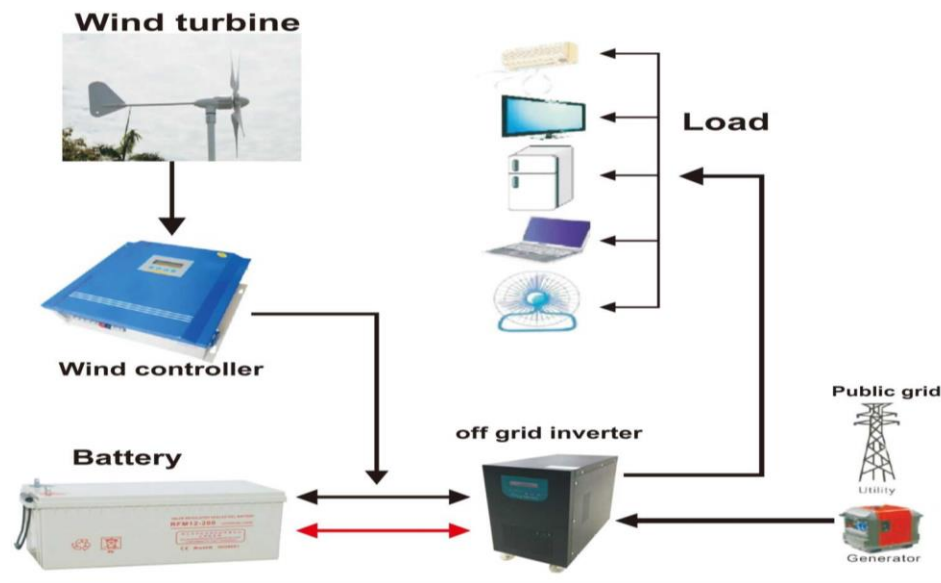 Wind turbine
Load
Wind controller
Public grid
off grid inverter
Battery
Utility
Generator